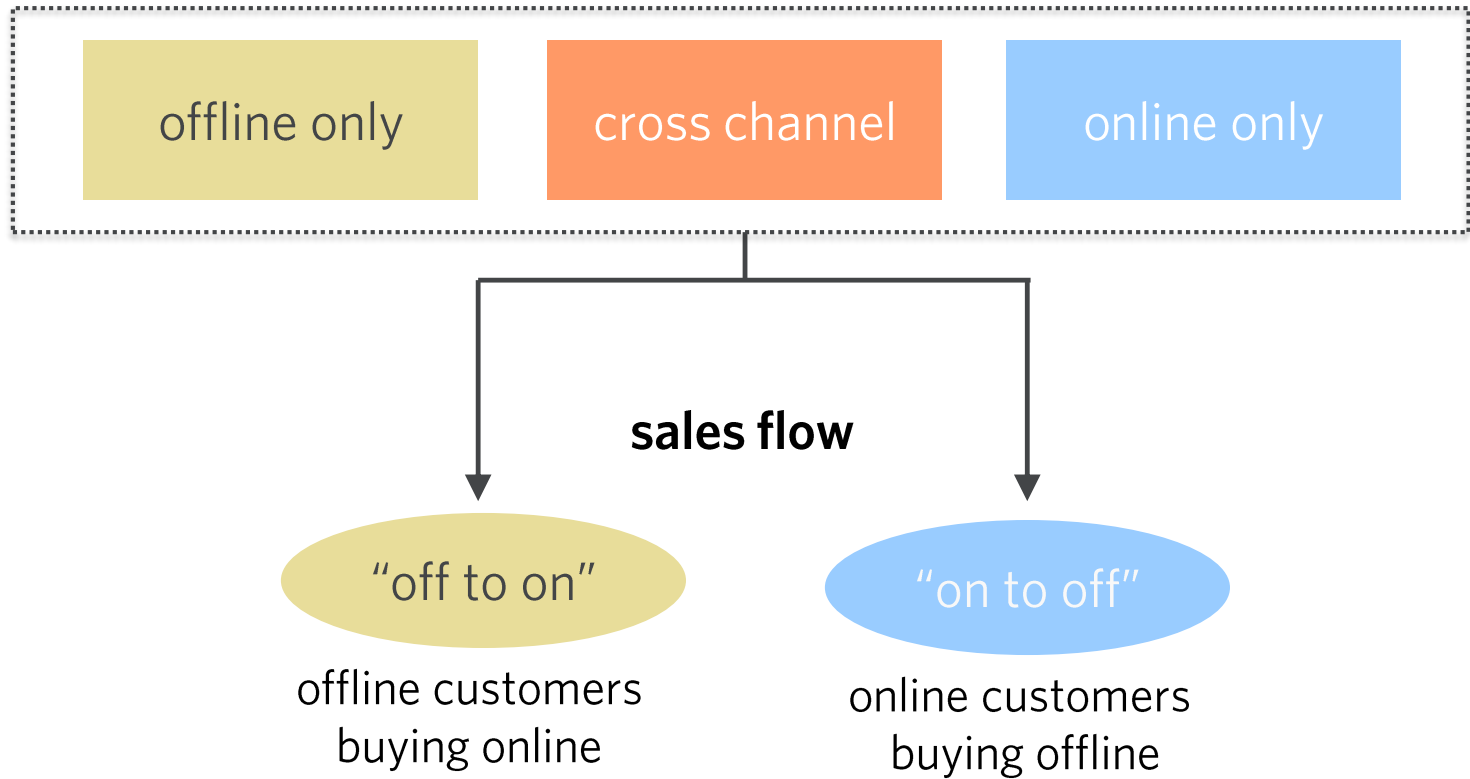 offline only
cross channel
online only
sales flow
“off to on”
“on to off”
offline customers
buying online
online customers
buying offline